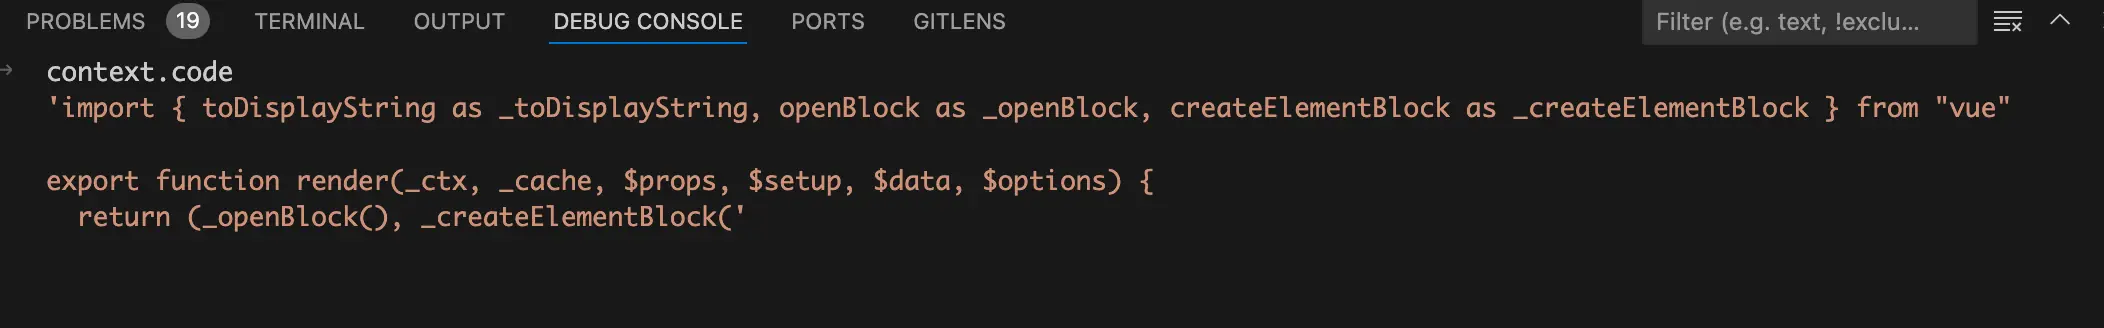 PROBLEMS 19 TERMINAL OUTPUT DEBUG CONSOLE PORTS GITLENS Filter (e.g. text, !exclu...
context.code
'import { toDisplayString as _toDisplayString, openBlock as _openBlock, createElementBlock as _createElementBlock } from "vue"
export function render(_ctx, _cache, $props, $setup, $data, $options) {
  return (_openBlock(), _createElementBlock('